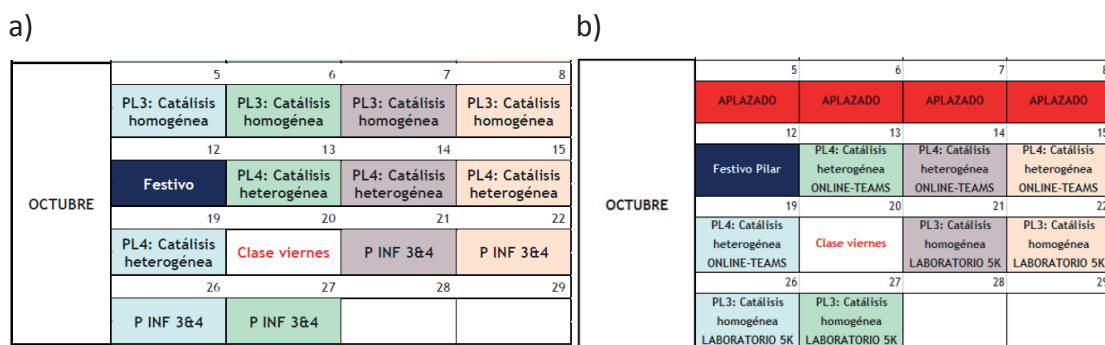 a)
b)
5 6 7 8
PL3: Catálisis PL3: Catálisis PL3: Catálisis PL3: Catálisis
homogénea homogénea homogénea homogénea
12 13 14 15
Festivo PL4: Catálisis PL4: Catálisis PL4: Catálisis
heterogénea heterogénea heterogénea
OCTUBRE
19 20 21 22
PL4: Catálisis Clase viernes P INF 3&4 P INF 3&4
heterogénea
26 27 28 29
P INF 3&4 P INF 3&4
5 6 7 8
APLAZADO APLAZADO APLAZADO APLAZADO
12 13 14 15
Festivo Pilar PL4: Catálisis PL4: Catálisis PL4: Catálisis
heterogénea heterogénea heterogénea
ONLINE-TEAMS ONLINE-TEAMS ONLINE-TEAMS
OCTUBRE
19 20 21 22
PL4: Catálisis Clase viernes PL3: Catálisis PL3: Catálisis
heterogénea homogénea homogénea
ONLINE-TEAMS LABORATORIO 5K LABORATORIO 5K
26 27 28 29
PL3: Catálisis PL3: Catálisis
homogénea homogénea
LABORATORIO 5K LABORATORIO 5K